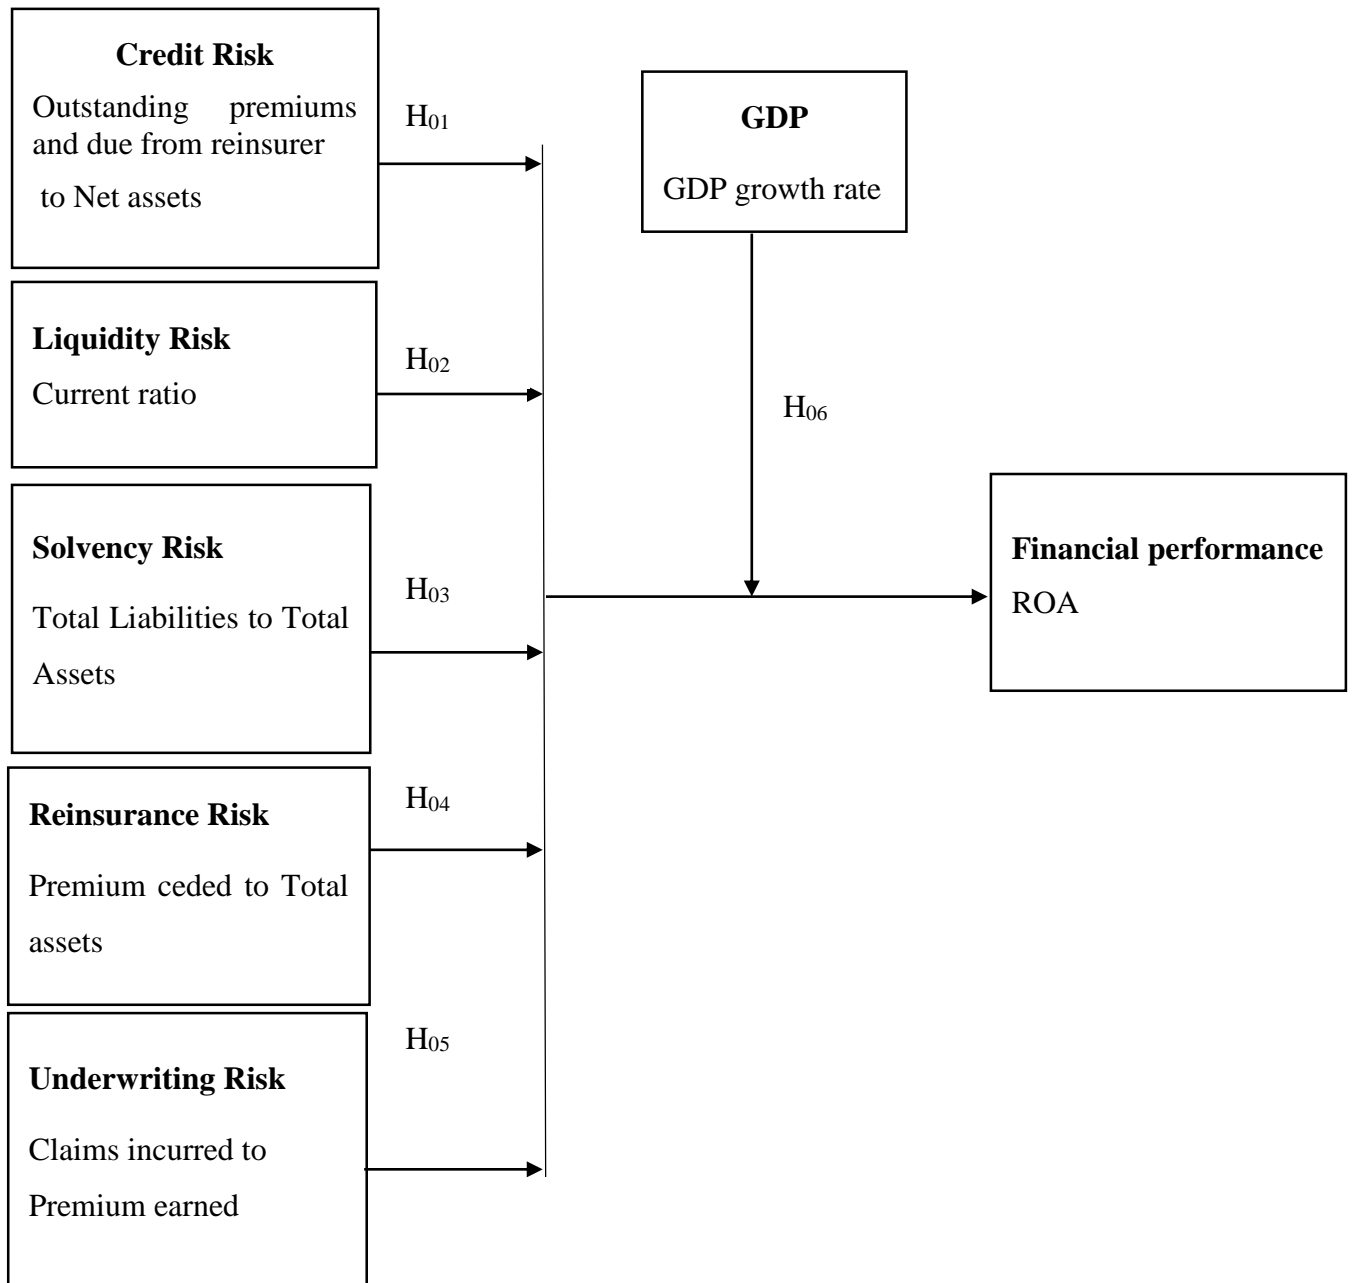 Credit Risk
Outstanding premiums
and due from reinsurer
to Net assets
H01
GDP
GDP growth rate
Liquidity Risk
Current ratio
H02
H06
Solvency Risk
Total Liabilities to Total
Assets
H03
Financial performance
ROA
Reinsurance Risk
Premium ceded to Total
assets
H04
Underwriting Risk
Claims incurred to
Premium earned
H05